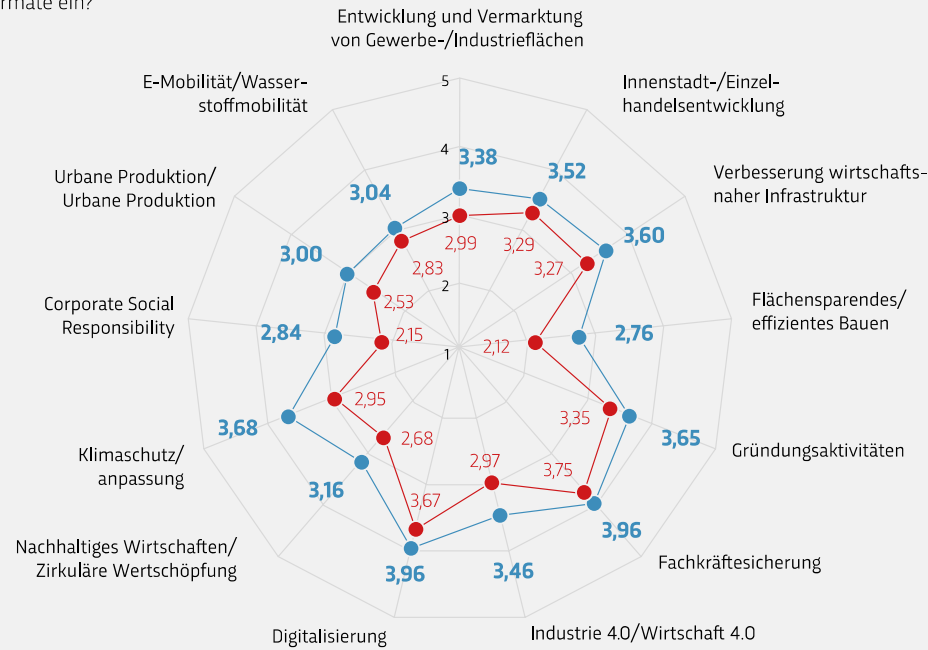 rmate ein?
Entwicklung und Vermarktung
von Gewerbe-/Industrieflächen
E-Mobilität/Wasser-
stoffmobilität
Innenstadt-/Einzel-
handelsentwicklung
Urbane Produktion/
Urbane Produktion
Verbesserung wirtschafts-
naher Infrastruktur
Corporate Social
Responsibility
Flächensparendes/
effizientes Bauen
Klimaschutz/
anpassung
Gründungsaktivitäten
Nachhaltiges Wirtschaften/
Zirkuläre Wertschöpfung
Fachkräftesicherung
Digitalisierung
Industrie 4.0/Wirtschaft 4.0
5
4
3
2
1
3,38
3,52
3,60
2,76
3,65
3,96
3,46
3,96
3,16
3,68
2,84
3,00
3,04
2,99
3,29
3,27
2,12
3,35
3,75
2,97
3,67
2,68
2,95
2,15
2,53
2,83